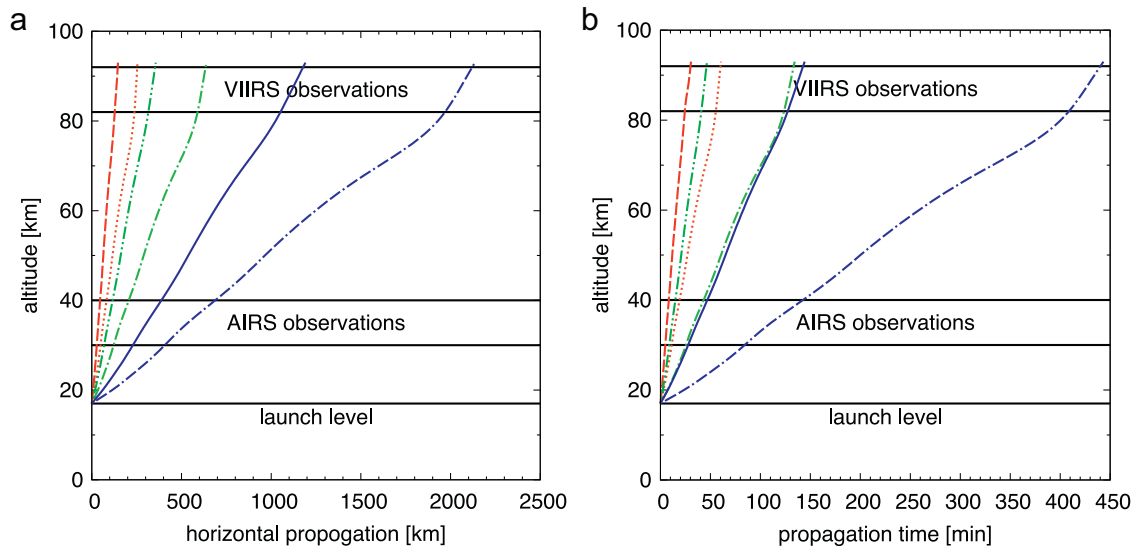 a
100
80
60
40
20
0
altitude [km]
VIIRS observations
AIRS observations
launch level
0 500 1000 1500 2000 2500
horizontal propogation [km]
b
100
80
60
40
20
0
altitude [km]
VIIRS observations
AIRS observations
launch level
0 50 100 150 200 250 300 350 400 450
propagation time [min]